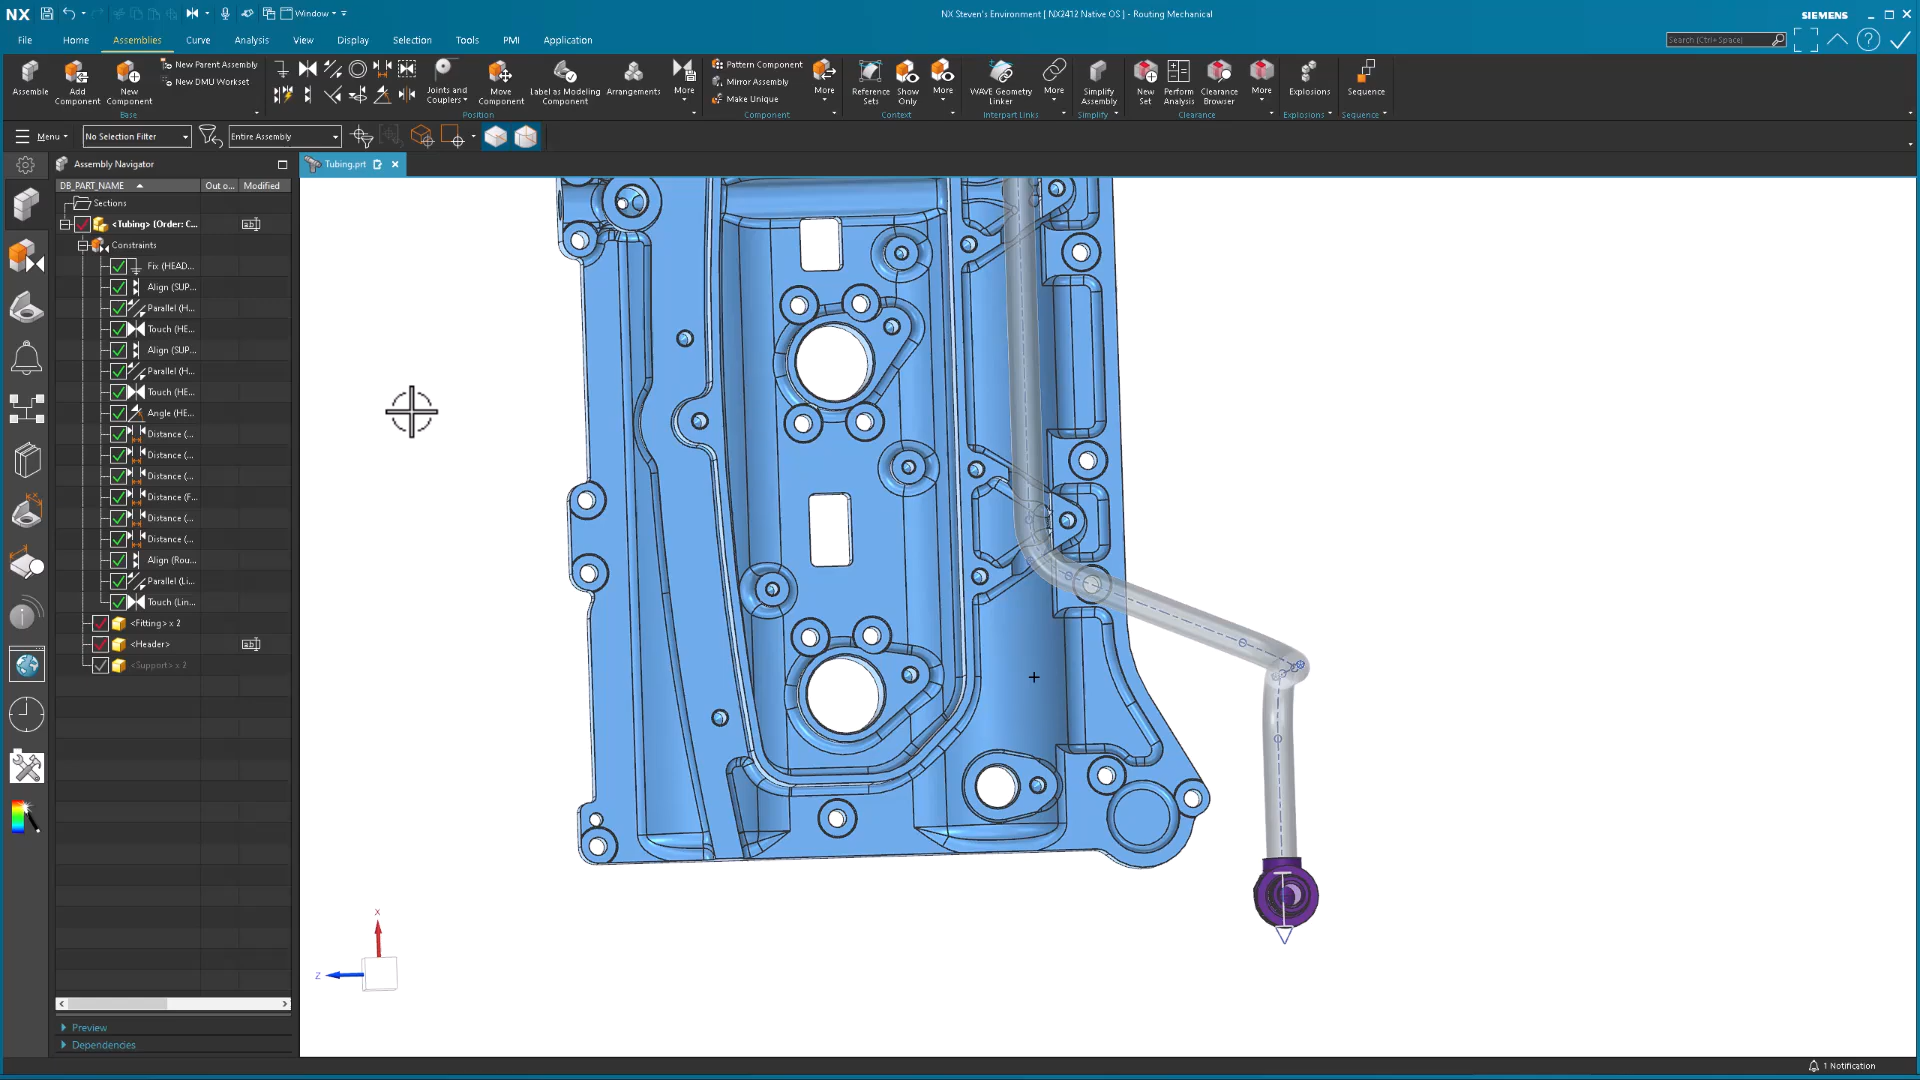 NX
Window
NX Steven's Environment [ NX2412 Native OS ] - Routing Mechanical
SIEMENS
File Home Assemblies Curve Analysis View Display Selection Tools PMI Application
Search (Ctrl+Space)
Assemble
Add Component
New Component
New Parent Assembly
New DMU Workset
Base
Joints and Couplers
Move Component
Label as Modeling Component
Arrangements
More
Position
Pattern Component
Mirror Assembly
Make Unique
More
Component
Reference Sets
Show Only
More
Context
WAVE Geometry Linker
More
Interpart Links
Simplify Assembly
Simplify
New Set
Perform Analysis
Clearance Browser
More
Clearance
Explosions
Explosions
Sequence
Sequence
Menu
No Selection Filter
Entire Assembly
Assembly Navigator
Tubing.prt
DB_PART_NAME Out o... Modified
Sections
<Tubing> (Order: C...
Constraints
Fix (HEAD...
Align (SUP...
Parallel (H...
Touch (HE...
Align (SUP...
Parallel (H...
Touch (HE...
Angle (HE...
Distance (...
Distance (...
Distance (...
Distance (F...
Distance (...
Distance (...
Align (Rou...
Parallel (Li...
Touch (Lin...
<Fitting> x 2
<Header>
<Support> x 2
X
Z
Preview
Dependencies
1 Notification